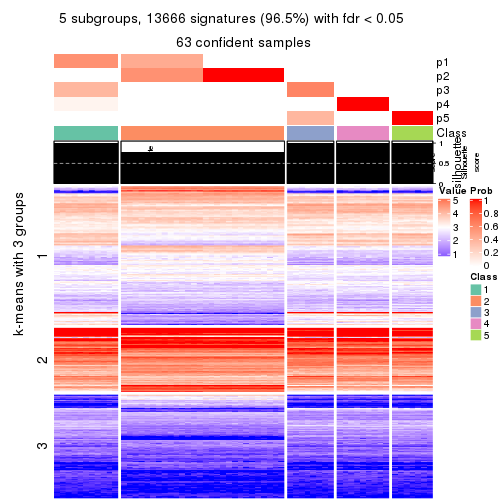 5 subgroups, 13666 signatures (96.5%) with fdr < 0.05
63 confident samples
p1
p2
p3
p4
p5
Class
1
0.5
0
silhouette
Silhouette
score
k-means with 3 groups
1
2
3
Value
5
4
3
2
1
Prob
1
0.8
0.6
0.4
0.2
0
Class
1
2
3
4
5